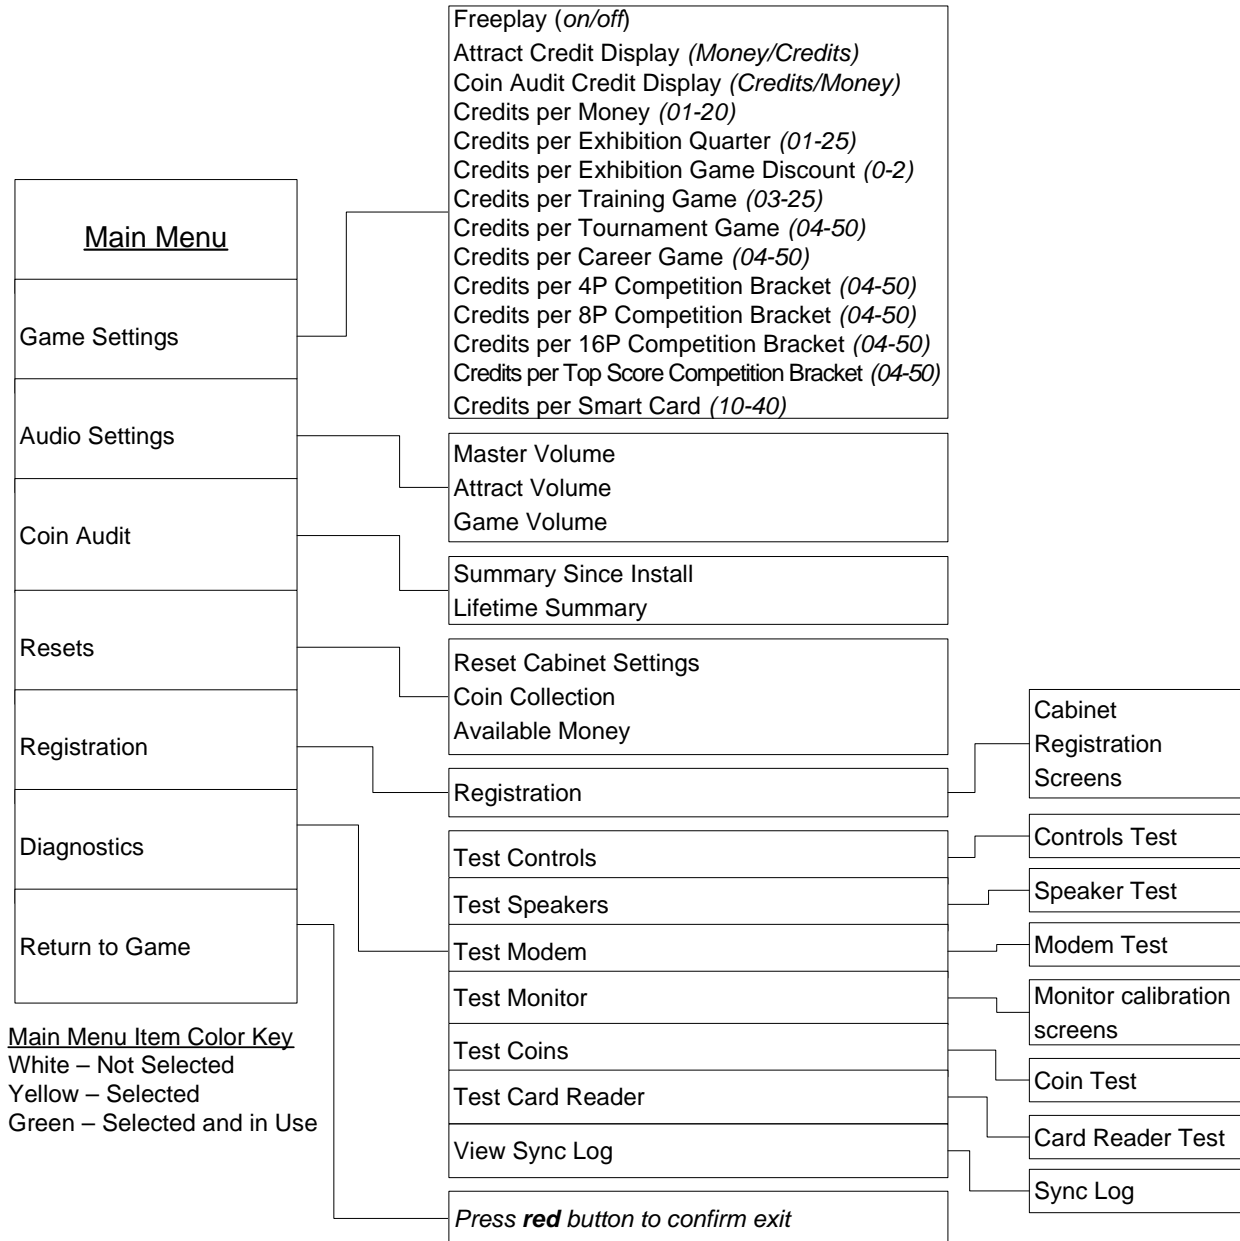 Main Menu
Game Settings
Audio Settings
Coin Audit
Resets
Registration
Diagnostics
Return to Game
Main Menu Item Color Key
White – Not Selected
Yellow – Selected
Green – Selected and in Use
Freeplay (on/off)
Attract Credit Display (Money/Credits)
Coin Audit Credit Display (Credits/Money)
Credits per Money (01-20)
Credits per Exhibition Quarter (01-25)
Credits per Exhibition Game Discount (0-2)
Credits per Training Game (03-25)
Credits per Tournament Game (04-50)
Credits per Career Game (04-50)
Credits per 4P Competition Bracket (04-50)
Credits per 8P Competition Bracket (04-50)
Credits per 16P Competition Bracket (04-50)
Credits per Top Score Competition Bracket (04-50)
Credits per Smart Card (10-40)
Master Volume
Attract Volume
Game Volume
Summary Since Install
Lifetime Summary
Reset Cabinet Settings
Coin Collection
Available Money
Registration
Test Controls
Test Speakers
Test Modem
Test Monitor
Test Coins
Test Card Reader
View Sync Log
Press red button to confirm exit
Cabinet
Registration
Screens
Controls Test
Speaker Test
Modem Test
Monitor calibration
screens
Coin Test
Card Reader Test
Sync Log